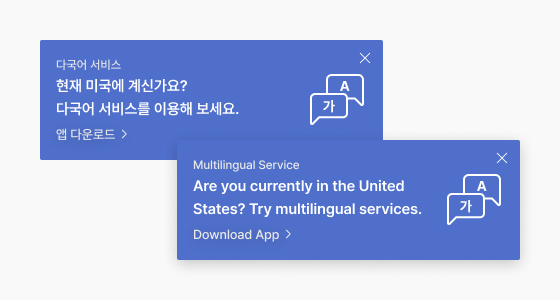 다국어 서비스
현재 미국에 계신가요?
다국어 서비스를 이용해 보세요.
앱 다운로드
A
가
Multilingual Service
Are you currently in the United
States? Try multilingual services.
Download App
A
가